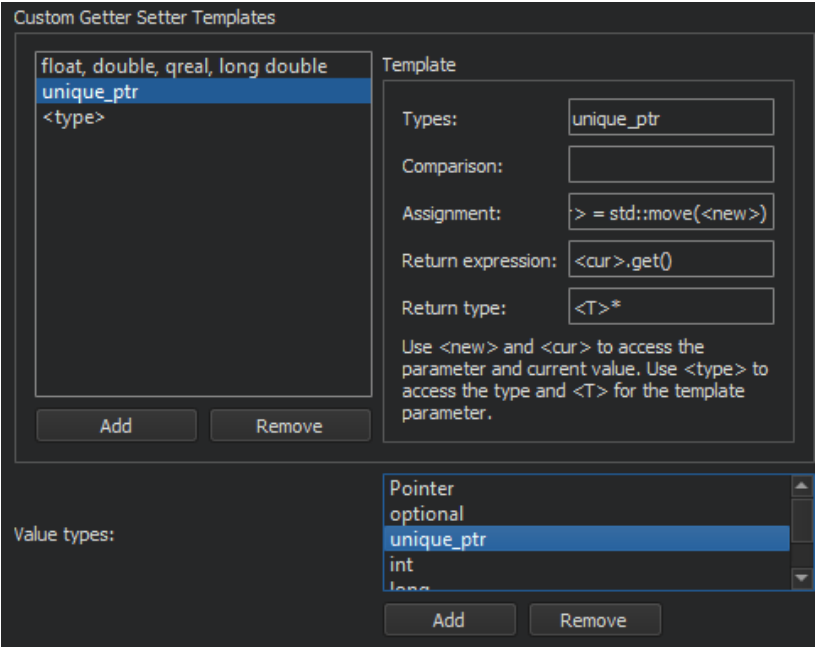 Custom Getter Setter Templates
float, double, qreal, long double
unique_ptr
<type>
Add
Remove
Template
Types:
unique_ptr
Comparison:
Assignment:
> = std::move(<new>)
Return expression:
<cur>.get()
Return type:
<T>*
Use <new> and <cur> to access the
parameter and current value. Use <type> to
access the type and <T> for the template
parameter.
Value types:
Pointer
optional
unique_ptr
int
long
Add
Remove